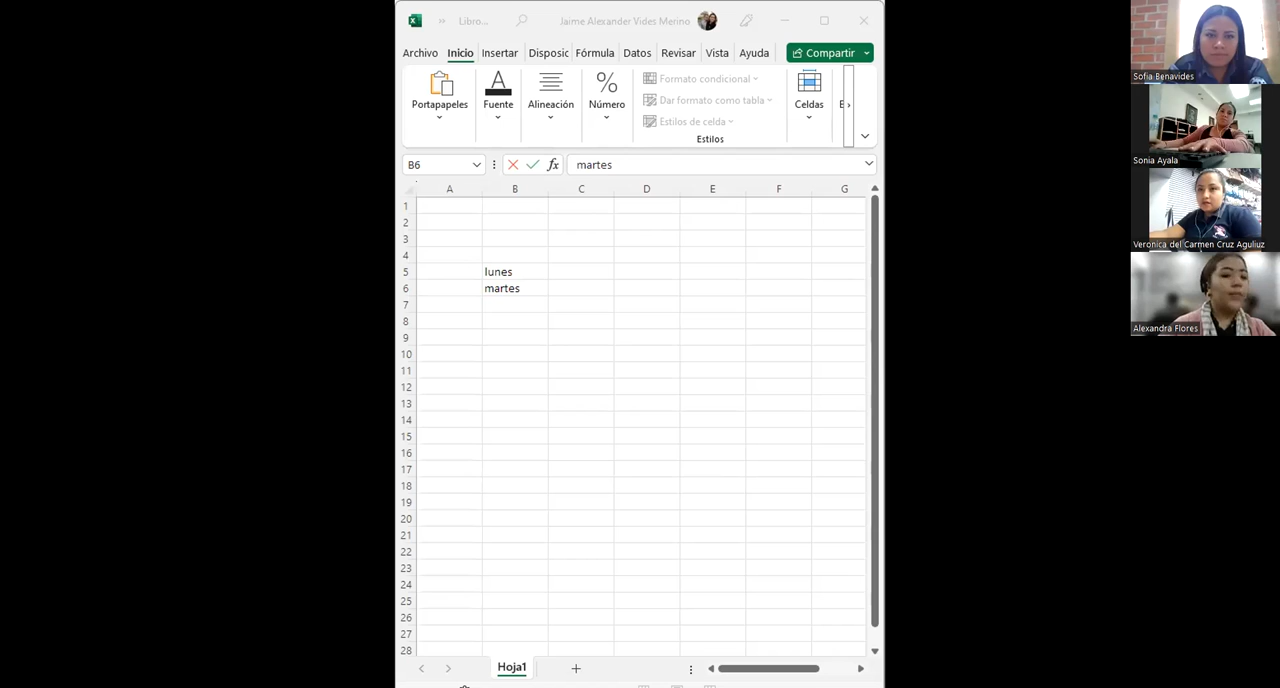 Libro...
Jaime Alexander Vides Merino
Archivo Inicio Insertar Disposic Fórmula Datos Revisar Vista Ayuda Compartir
Portapapeles
Fuente
Alineación
%
Número
Formato condicional
Dar formato como tabla
Estilos de celda
Estilos
Celdas
B6 fx martes
A B C D E F G
1
2
3
4
5 lunes
6 martes
7
8
9
10
11
12
13
14
15
16
17
18
19
20
21
22
23
24
25
26
27
28
Hoja1
Sofia Benavides
Sonia Ayala
Veronica del Carmen Cruz Aguiluz
Alexandra Flores